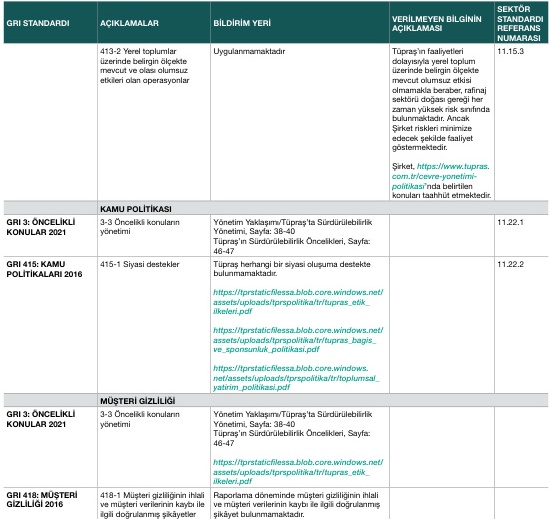 GRI STANDARDI
AÇIKLAMALAR
BİLDİRİM YERİ
VERİLMEYEN BİLGİNİN
AÇIKLAMASI
SEKTÖR
STANDARDI
REFERANS
NUMARASI
413-2 Yerel toplumlar
üzerinde belirgin ölçekte
mevcut ve olası olumsuz
etkileri olan operasyonlar
Uygulanmamaktadır
Tüpraş'ın faaliyetleri
dolayısıyla yerel toplum
üzerinde belirgin ölçekte
mevcut olumsuz etkisi
olmamakla beraber, rafinaj
sektörü doğası gereği her
zaman yüksek risk sınıfında
bulunmaktadır. Ancak
Şirket riskleri minimize
edecek şekilde faaliyet
göstermektedir.
Şirket, https://www.tupras.
com.tr/cevre-yonetimi-
politikasi'nda belirtilen
konuları taahhüt etmektedir.
11.15.3
KAMU POLİTİKASI
GRI 3: ÖNCELİKLİ
KONULAR 2021
3-3 Öncelikli konuların
yönetimi
Yönetim Yaklaşımı/Tüpraş'ta Sürdürülebilirlik
Yönetimi, Sayfa: 38-40
Tüpraş'ın Sürdürülebilirlik Öncelikleri, Sayfa:
46-47
11.22.1
GRI 415: KAMU
POLİTİKALARI 2016
415-1 Siyasi destekler
Tüpraş herhangi bir siyasi oluşuma destekte
bulunmamaktadır.
https://tprstaticfilessa.blob.core.windows.net/
assets/uploads/tprspolitika/tr/tupras_etik_
ilkeleri.pdf
https://tprstaticfilessa.blob.core.windows.net/
assets/uploads/tprspolitika/tr/tupras_bagis_
ve_sponsunluk_politikasi.pdf
https://tprstaticfilessa.blob.core.windows.
net/assets/uploads/tprspolitika/tr/toplumsal_
yatirim_politikasi.pdf
11.22.2
MÜŞTERİ GİZLİLİĞİ
GRI 3: ÖNCELİKLİ
KONULAR 2021
3-3 Öncelikli konuların
yönetimi
Yönetim Yaklaşımı/Tüpraş'ta Sürdürülebilirlik
Yönetimi, Sayfa: 38-40
Tüpraş'ın Sürdürülebilirlik Öncelikleri, Sayfa:
46-47
https://tprstaticfilessa.blob.core.windows.net/
assets/uploads/tprspolitika/tr/tupras_etik_
ilkeleri.pdf
GRI 418: MÜŞTERİ
GİZLİLİĞİ 2016
418-1 Müşteri gizliliğinin ihlali
ve müşteri verilerinin kaybı ile
ilgili doğrulanmış şikâyetler
Raporlama döneminde müşteri gizliliğinin ihlali
ve müşteri verilerinin kaybı ile ilgili doğrulanmış
şikâyet bulunmamaktadır.